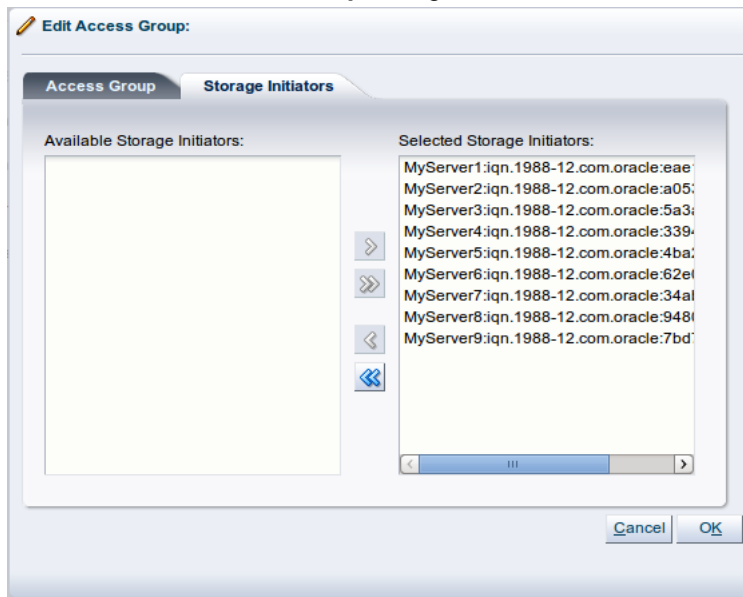 Edit Access Group:
Access Group
Storage Initiators
Available Storage Initiators:
Selected Storage Initiators:
MyServer1:iqn.1988-12.com.oracle:eae
MyServer2:iqn.1988-12.com.oracle:a053
MyServer3:iqn.1988-12.com.oracle:5a3
MyServer4:iqn.1988-12.com.oracle:339
MyServer5:iqn.1988-12.com.oracle:4ba
MyServer6:iqn.1988-12.com.oracle:62e
MyServer7:iqn.1988-12.com.oracle:34a
MyServer8:iqn.1988-12.com.oracle:948
MyServer9:iqn.1988-12.com.oracle:7bd
Cancel
OK